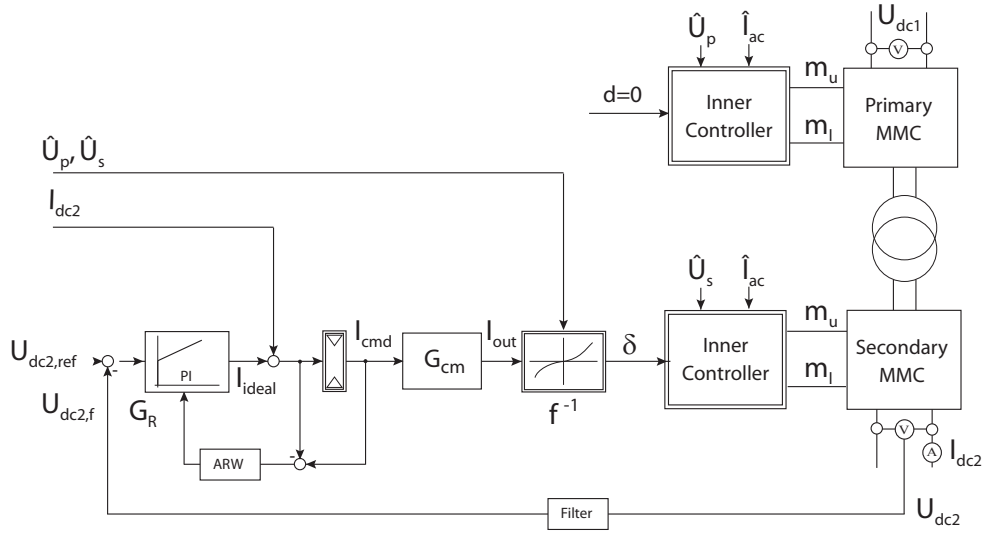 U_dc1
Û_p Î_ac
V
m_u
d=0
Inner Controller
Primary MMC
m_l
Û_p, Û_s
I_dc2
Û_s Î_ac
m_u
I_cmd
I_out
U_dc2,ref
-
PI
I_ideal
G_cm
δ
Inner Controller
Secondary MMC
m_l
U_dc2,f
G_R
f^-1
V
ARW
-
A
I_dc2
Filter
U_dc2